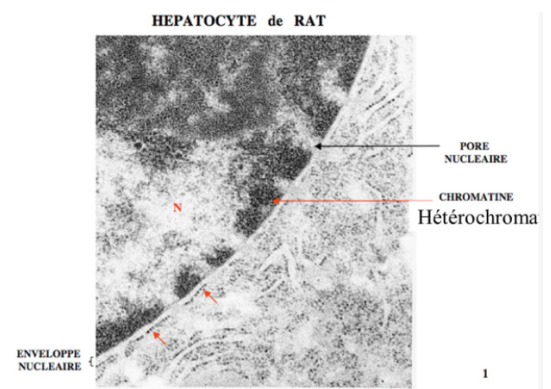 HEPATOCYTE de RAT
PORE
NUCLEAIRE
CHROMATINE
Hétérochroma
N
ENVELOPPE
NUCLEAIRE
1